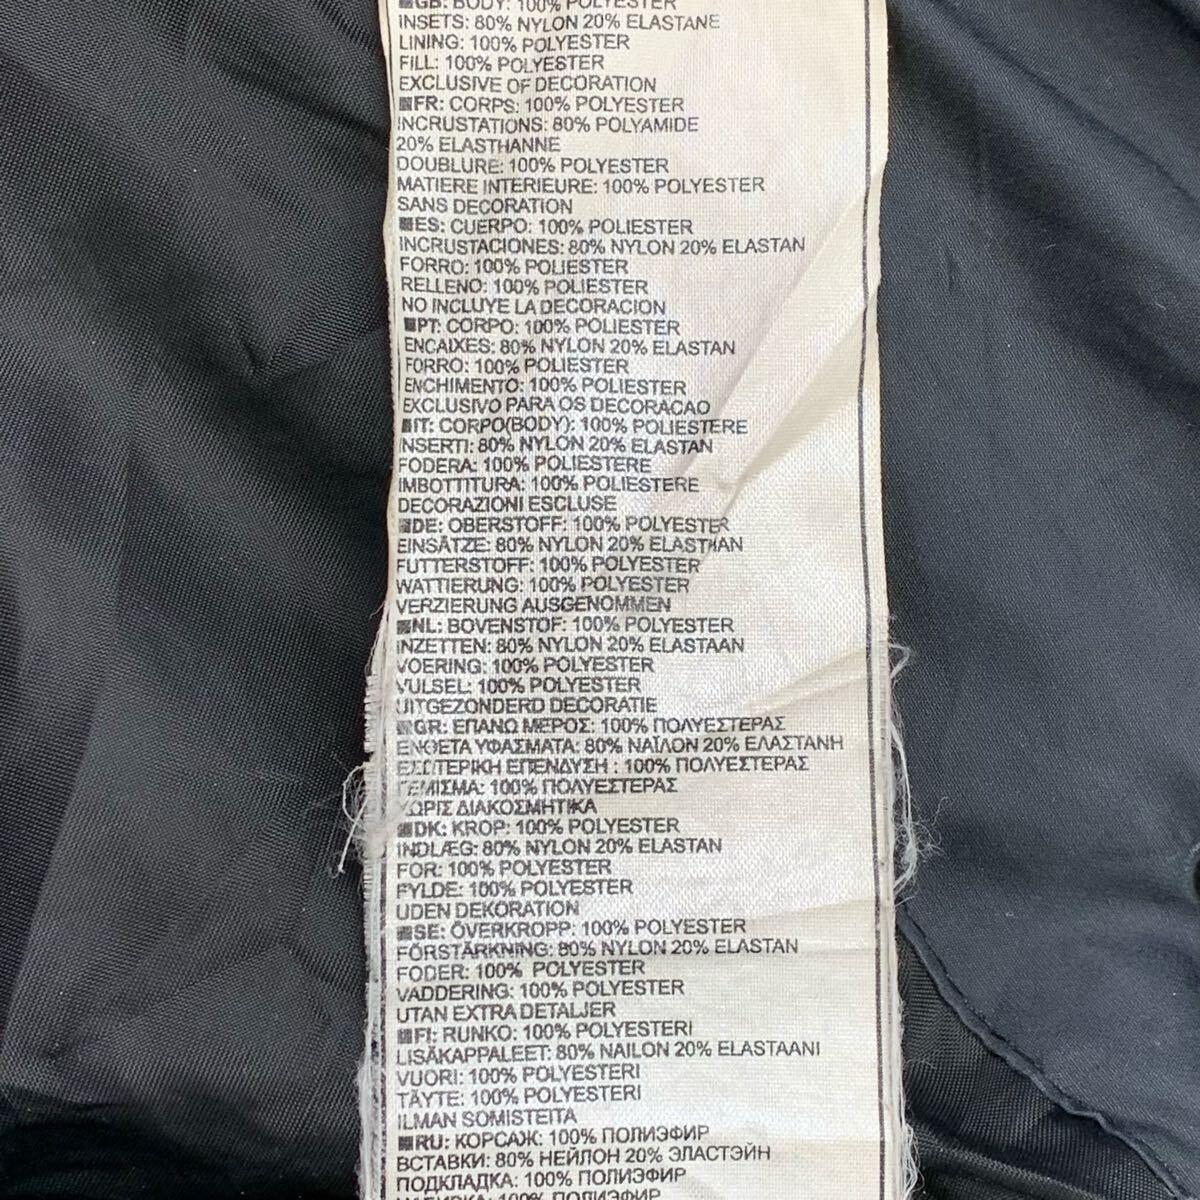 ■GB: BODY: 100% POLYESTER
INSETS: 80% NYLON 20% ELASTANE
LINING: 100% POLYESTER
FILL: 100% POLYESTER
EXCLUSIVE OF DECORATION
■FR: CORPS: 100% POLYESTER
INCRUSTATIONS: 80% POLYAMIDE
20% ELASTHANNE
DOUBLURE: 100% POLYESTER
MATIERE INTERIEURE: 100% POLYESTER
SANS DECORATION
■ES: CUERPO: 100% POLIESTER
INCRUSTACIONES: 80% NYLON 20% ELASTAN
FORRO: 100% POLIESTER
RELLENO: 100% POLIESTER
NO INCLUYE LA DECORACION
■PT: CORPO: 100% POLIESTER
ENCAIXES: 80% NYLON 20% ELASTAN
FORRO: 100% POLIESTER
ENCHIMENTO: 100% POLIESTER
EXCLUSIVO PARA OS DECORACAO
■IT: CORPO(BODY): 100% POLIESTERE
INSERTI: 80% NYLON 20% ELASTAN
FODERA: 100% POLIESTERE
IMBOTTITURA: 100% POLIESTERE
DECORAZIONI ESCLUSE
■DE: OBERSTOFF: 100% POLYESTER
EINSÄTZE: 80% NYLON 20% ELASTHAN
FUTTERSTOFF: 100% POLYESTER
WATTIERUNG: 100% POLYESTER
VERZIERUNG AUSGENOMMEN
■NL: BOVENSTOF: 100% POLYESTER
INZETTEN: 80% NYLON 20% ELASTAAN
VOERING: 100% POLYESTER
VULSEL: 100% POLYESTER
UITGEZONDERD DECORATIE
■GR: ΕΠΑΝΩ ΜΕΡΟΣ: 100% ΠΟΛΥΕΣΤΕΡΑΣ
ΕΝΘΕΤΑ ΥΦΑΣΜΑΤΑ: 80% ΝΑΪΛΟΝ 20% ΕΛΑΣΤΑΝΗ
ΕΣΩΤΕΡΙΚΗ ΕΠΕΝΔΥΣΗ : 100% ΠΟΛΥΕΣΤΕΡΑΣ
ΓΕΜΙΣΜΑ: 100% ΠΟΛΥΕΣΤΕΡΑΣ
ΧΩΡΙΣ ΔΙΑΚΟΣΜΗΤΙΚΑ
■DK: KROP: 100% POLYESTER
INDLÆG: 80% NYLON 20% ELASTAN
FOR: 100% POLYESTER
FYLDE: 100% POLYESTER
UDEN DEKORATION
■SE: ÖVERKROPP: 100% POLYESTER
FÖRSTÄRKNING: 80% NYLON 20% ELASTAN
FODER: 100% POLYESTER
VADDERING: 100% POLYESTER
UTAN EXTRA DETALJER
■FI: RUNKO: 100% POLYESTERI
LISÄKAPPALEET: 80% NAILON 20% ELASTAANI
VUORI: 100% POLYESTERI
TÄYTE: 100% POLYESTERI
ILMAN SOMISTEITA
■RU: КОРСАЖ: 100% ПОЛИЭФИР
ВСТАВКИ: 80% НЕЙЛОН 20% ЭЛАСТЭЙН
ПОДКЛАДКА: 100% ПОЛИЭФИР
НАБИВКА: 100% ПОЛИЭФИР